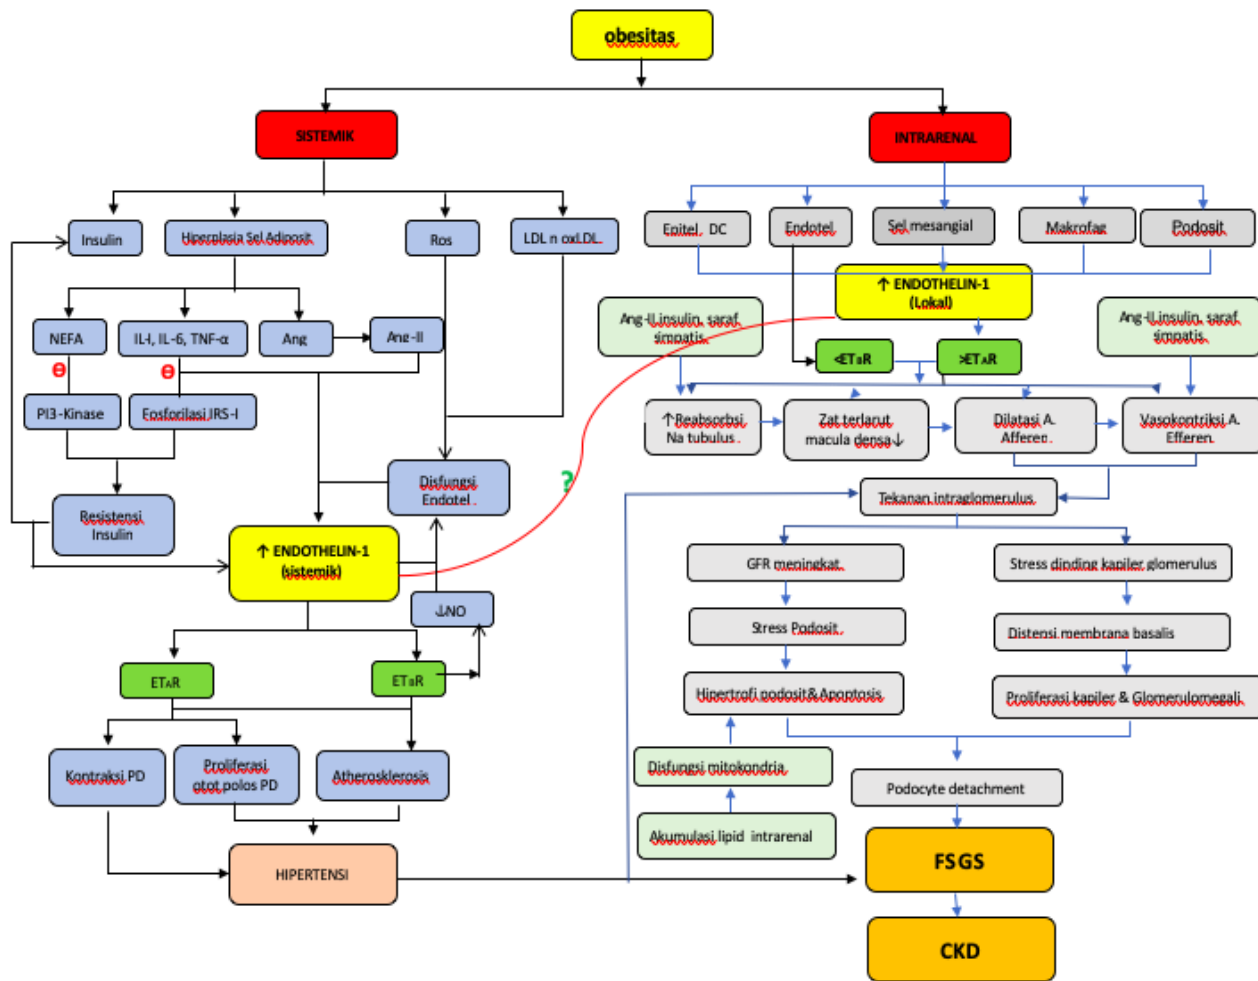 obesitas
SISTEMIK
INTRARENAL
Insulin
Hiperplasia Sel Adiposit
Ros
LDL n oxLDL
Epitel DC
Endotel
Sel mesangial
Makrofag
Podosit
↑ ENDOTHELIN-1
(Lokal)
NEFA
IL-I, IL-6, TNF-α
Ang
Ang-II
Ang-II,insulin, saraf
simpatis
<ETBR
>ETAR
Ang-II,insulin, saraf
simpatis
PI3-Kinase
Fosforilasi IRS-I
↑Reabsorbsi
Na tubulus
Zat terlarut
macula densa↓
Dilatasi A.
Afferen
Vasokontriksi A.
Efferen
Resistensi
Insulin
Disfungsi
Endotel
?
Tekanan intraglomerulus
↑ ENDOTHELIN-1
(sistemik)
GFR meningkat
Stress dinding kapiler glomerulus
↓NO
Stress Podosit
Distensi membrana basalis
ETAR
ETBR
Hipertrofi podosit& Apoptosis
Proliferasi kapiler & Glomerulomegali
Kontraksi PD
Proliferasi
otot polos PD
Atherosklerosis
Disfungsi mitokondria
Podocyte detachment
Akumulasi lipid intrarenal
HIPERTENSI
FSGS
CKD